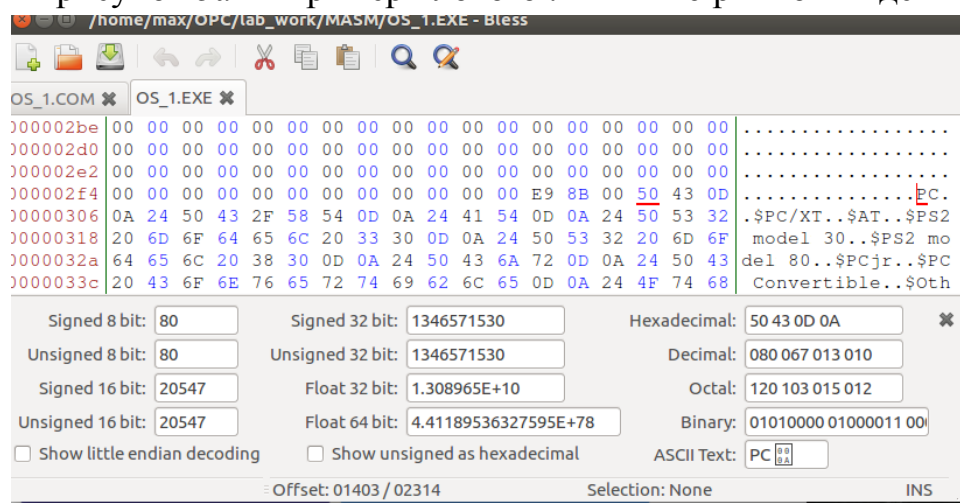 /home/max/OPC/lab_work/MASM/OS_1.EXE - Bless
OS_1.COM ✖ OS_1.EXE ✖
000002be 00 00 00 00 00 00 00 00 00 00 00 00 00 00 00 00 00 00 ..................
000002d0 00 00 00 00 00 00 00 00 00 00 00 00 00 00 00 00 00 00 ..................
000002e2 00 00 00 00 00 00 00 00 00 00 00 00 00 00 00 00 00 00 ..................
000002f4 00 00 00 00 00 00 00 00 00 00 00 00 E9 8B 00 50 43 0D ...............PC.
00000306 0A 24 50 43 2F 58 54 0D 0A 24 41 54 0D 0A 24 50 53 32 .$PC/XT..$AT..$PS2
00000318 20 6D 6F 64 65 6C 20 33 30 0D 0A 24 50 53 32 20 6D 6F model 30..$PS2 mo
0000032a 64 65 6C 20 38 30 0D 0A 24 50 43 6A 72 0D 0A 24 50 43 del 80..$PCjr..$PC
0000033c 20 43 6F 6E 76 65 72 74 69 62 6C 65 0D 0A 24 4F 74 68 Convertible..$Oth
Signed 8 bit: 80 Signed 32 bit: 1346571530 Hexadecimal: 50 43 0D 0A ✖
Unsigned 8 bit: 80 Unsigned 32 bit: 1346571530 Decimal: 080 067 013 010
Signed 16 bit: 20547 Float 32 bit: 1.308965E+10 Octal: 120 103 015 012
Unsigned 16 bit: 20547 Float 64 bit: 4.41189536327595E+78 Binary: 01010000 01000011 00
Show little endian decoding Show unsigned as hexadecimal ASCII Text: PC
Offset: 01403 / 02314 Selection: None INS